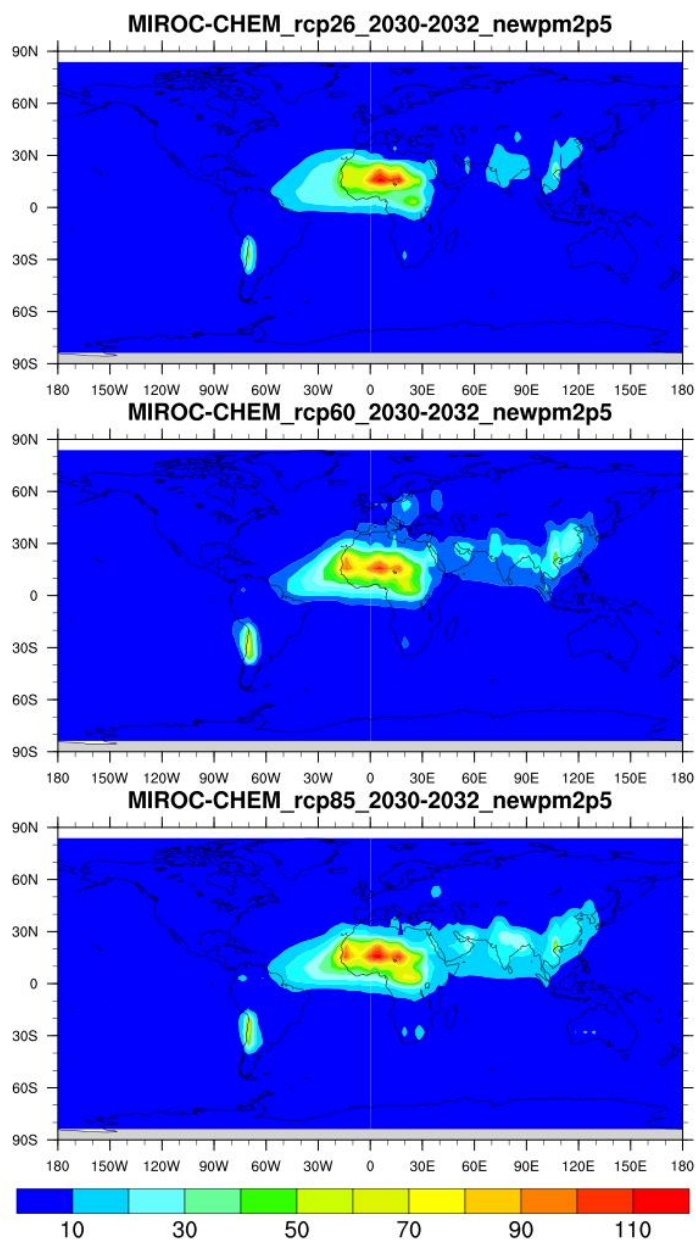 MIROC-CHEM_rcp26_2030-2032_newpm2p5
90N
60N
30N
0
30S
60S
90S
180 150W 120W 90W 60W 30W 0 30E 60E 90E 120E 150E 180
MIROC-CHEM_rcp60_2030-2032_newpm2p5
90N
60N
30N
0
30S
60S
90S
180 150W 120W 90W 60W 30W 0 30E 60E 90E 120E 150E 180
MIROC-CHEM_rcp85_2030-2032_newpm2p5
90N
60N
30N
0
30S
60S
90S
180 150W 120W 90W 60W 30W 0 30E 60E 90E 120E 150E 180
10 30 50 70 90 110